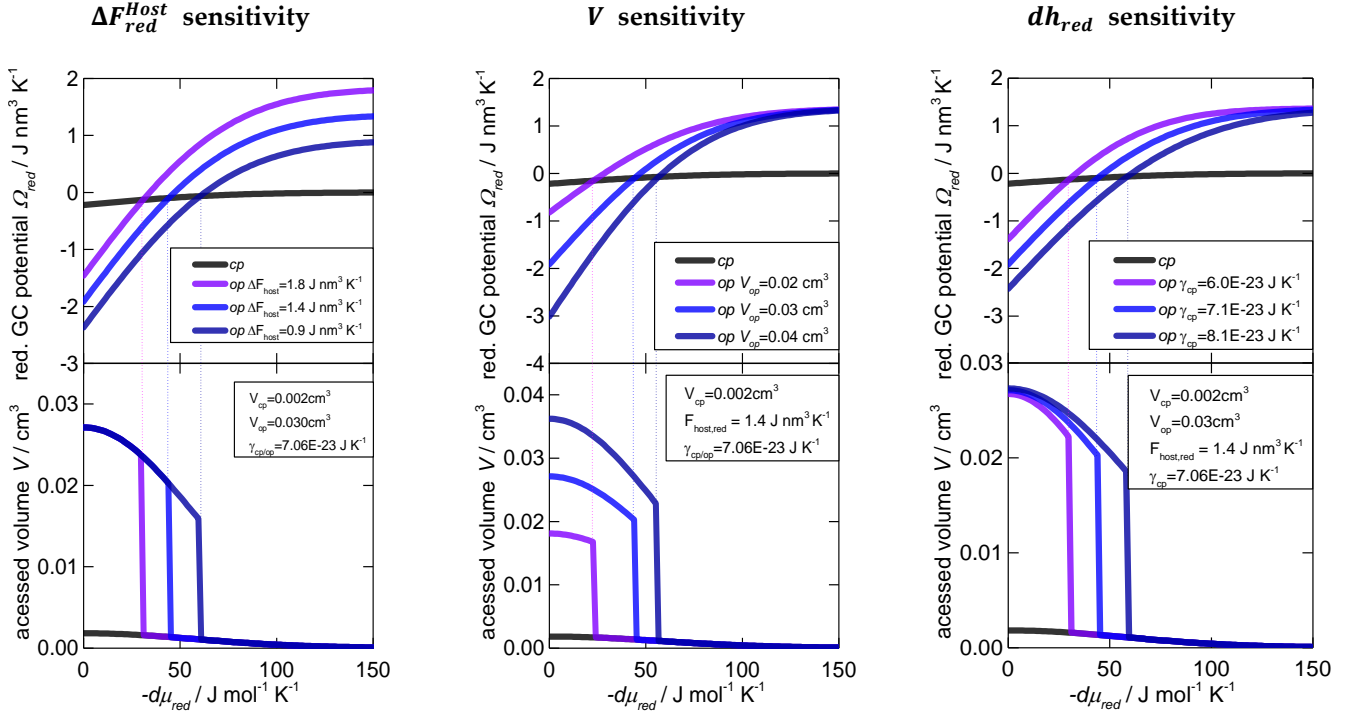 ΔF_red^Host sensitivity
red. GC potential Ω_red / J nm³ K⁻¹
2
1
0
-1
-2
-3
cp
op ΔF_host=1.8 J nm³ K⁻¹
op ΔF_host=1.4 J nm³ K⁻¹
op ΔF_host=0.9 J nm³ K⁻¹
acessed volume V / cm³
0.03
0.02
0.01
0.00
V_cp=0.002cm³
V_op=0.030cm³
γ_cp/op=7.06E-23 J K⁻¹
0 50 100 150
-dμ_red / J mol⁻¹ K⁻¹
V sensitivity
red. GC potential Ω_red / J nm³ K⁻¹
2
1
0
-1
-2
-3
-4
cp
op V_op=0.02 cm³
op V_op=0.03 cm³
op V_op=0.04 cm³
acessed volume V / cm³
0.04
0.03
0.02
0.01
0.00
V_cp=0.002cm³
F_host,red = 1.4 J nm³ K⁻¹
γ_cp/op=7.06E-23 J K⁻¹
0 50 100 150
-dμ_red / J mol⁻¹ K⁻¹
dh_red sensitivity
red. GC potential Ω_red / J nm³ K⁻¹
2
1
0
-1
-2
-3
cp
op γ_cp=6.0E-23 J K⁻¹
op γ_cp=7.1E-23 J K⁻¹
op γ_cp=8.1E-23 J K⁻¹
acessed volume V / cm³
0.03
0.02
0.01
0.00
V_cp=0.002cm³
V_op=0.03cm³
F_host,red = 1.4 J nm³ K⁻¹
γ_cp=7.06E-23 J K⁻¹
0 50 100 150
-dμ_red / J mol⁻¹ K⁻¹